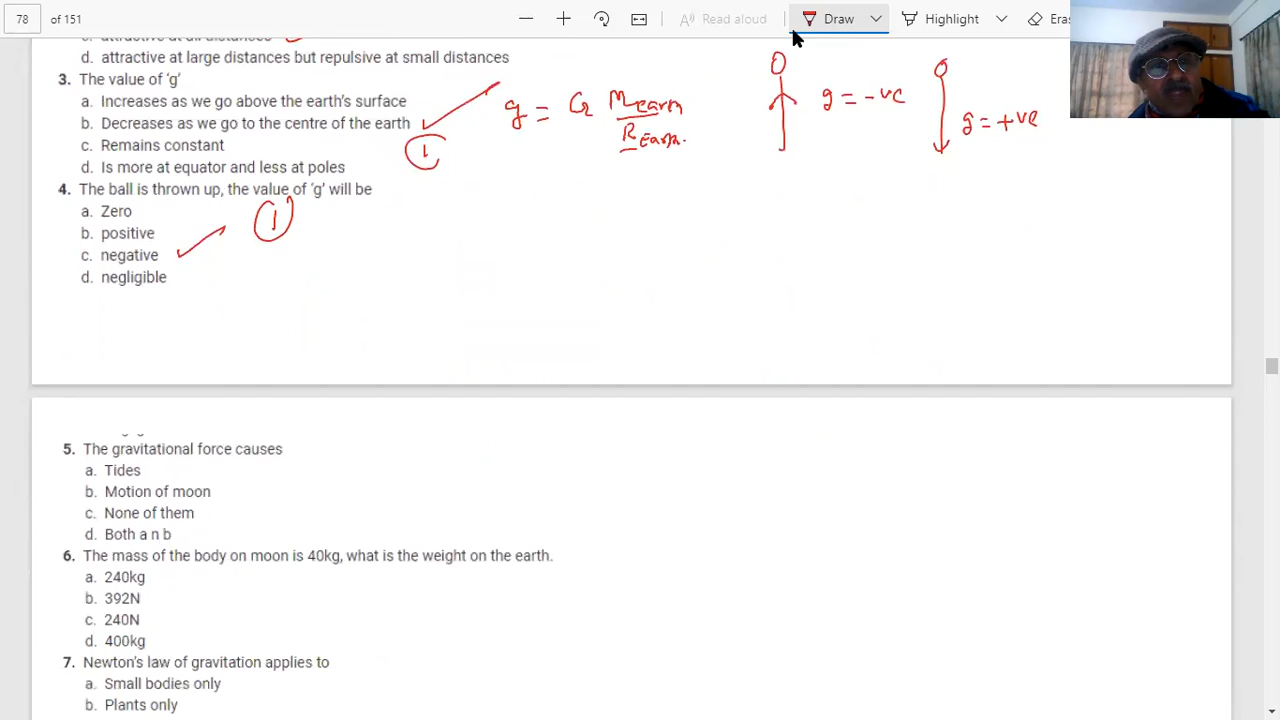 78 of 151
Read aloud
Draw
Highlight
Eras
d. attractive at large distances but repulsive at small distances
3. The value of ‘g’
a. Increases as we go above the earth’s surface
b. Decreases as we go to the centre of the earth
c. Remains constant
d. Is more at equator and less at poles
1
g = G M earth
R Earth.
g = -ve
g = +ve
4. The ball is thrown up, the value of ‘g’ will be
a. Zero
b. positive
c. negative
d. negligible
1
5. The gravitational force causes
a. Tides
b. Motion of moon
c. None of them
d. Both a n b
6. The mass of the body on moon is 40kg, what is the weight on the earth.
a. 240kg
b. 392N
c. 240N
d. 400kg
7. Newton’s law of gravitation applies to
a. Small bodies only
b. Plants only